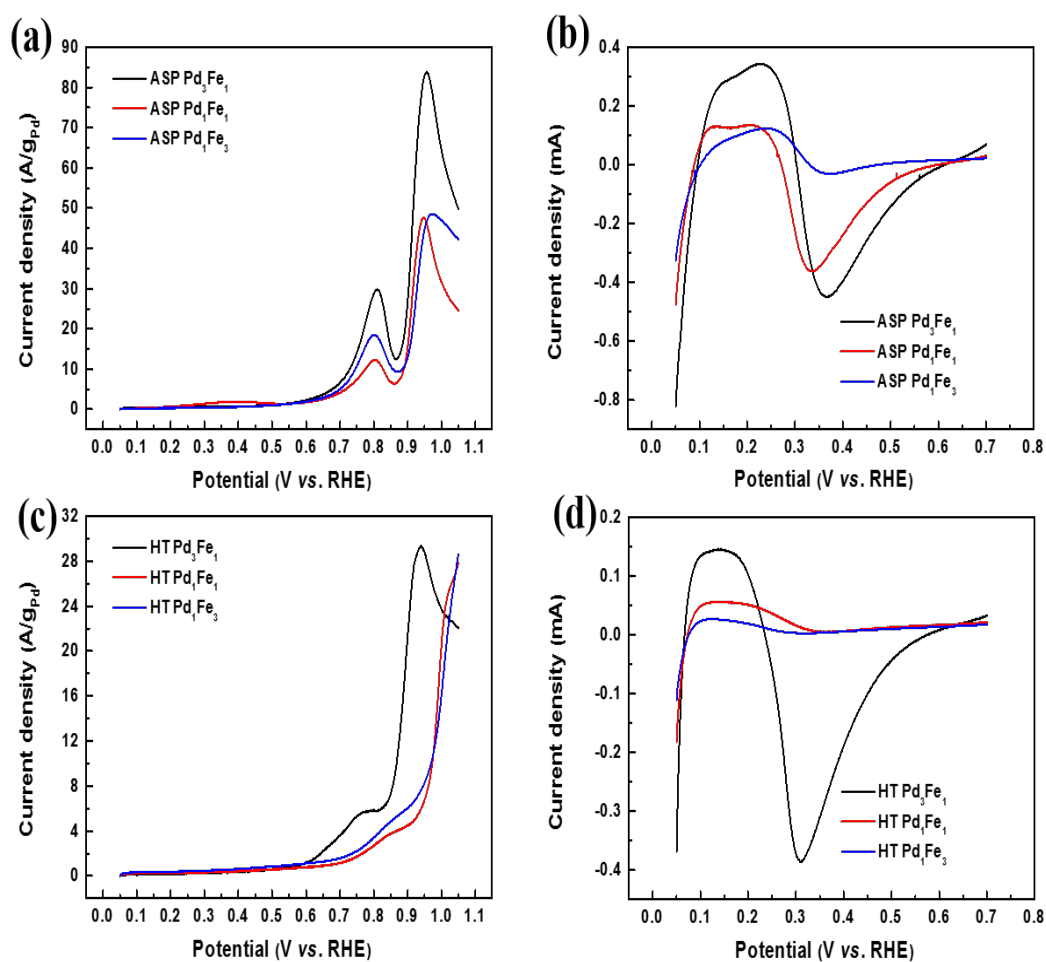 (a)
90
80
70
60
50
40
30
20
10
0
Current density (A/g_Pd)
ASP Pd₃Fe₁
ASP Pd₁Fe₁
ASP Pd₁Fe₃
0.0 0.1 0.2 0.3 0.4 0.5 0.6 0.7 0.8 0.9 1.0 1.1
Potential (V vs. RHE)
(b)
0.4
0.2
0.0
-0.2
-0.4
-0.6
-0.8
Current density (mA)
ASP Pd₃Fe₁
ASP Pd₁Fe₁
ASP Pd₁Fe₃
0.0 0.1 0.2 0.3 0.4 0.5 0.6 0.7 0.8
Potential (V vs. RHE)
(c)
32
28
24
20
16
12
8
4
0
Current density (A/g_Pd)
HT Pd₃Fe₁
HT Pd₁Fe₁
HT Pd₁Fe₃
0.0 0.1 0.2 0.3 0.4 0.5 0.6 0.7 0.8 0.9 1.0 1.1
Potential (V vs. RHE)
(d)
0.2
0.1
0.0
-0.1
-0.2
-0.3
-0.4
Current density (mA)
HT Pd₃Fe₁
HT Pd₁Fe₁
HT Pd₁Fe₃
0.0 0.1 0.2 0.3 0.4 0.5 0.6 0.7 0.8
Potential (V vs. RHE)